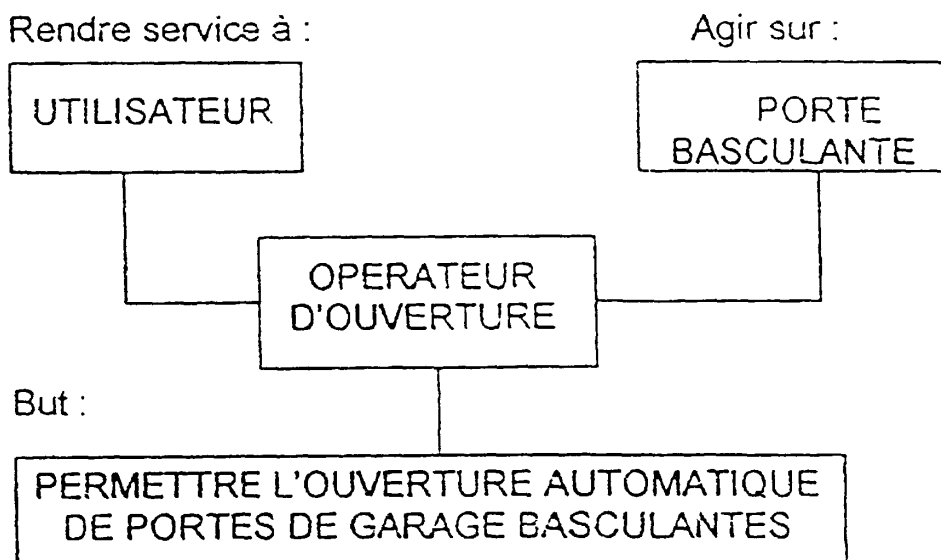 Rendre service à :
Agir sur :
UTILISATEUR
PORTE
BASCULANTE
OPERATEUR
D'OUVERTURE
But :
PERMETTRE L'OUVERTURE AUTOMATIQUE
DE PORTES DE GARAGE BASCULANTES